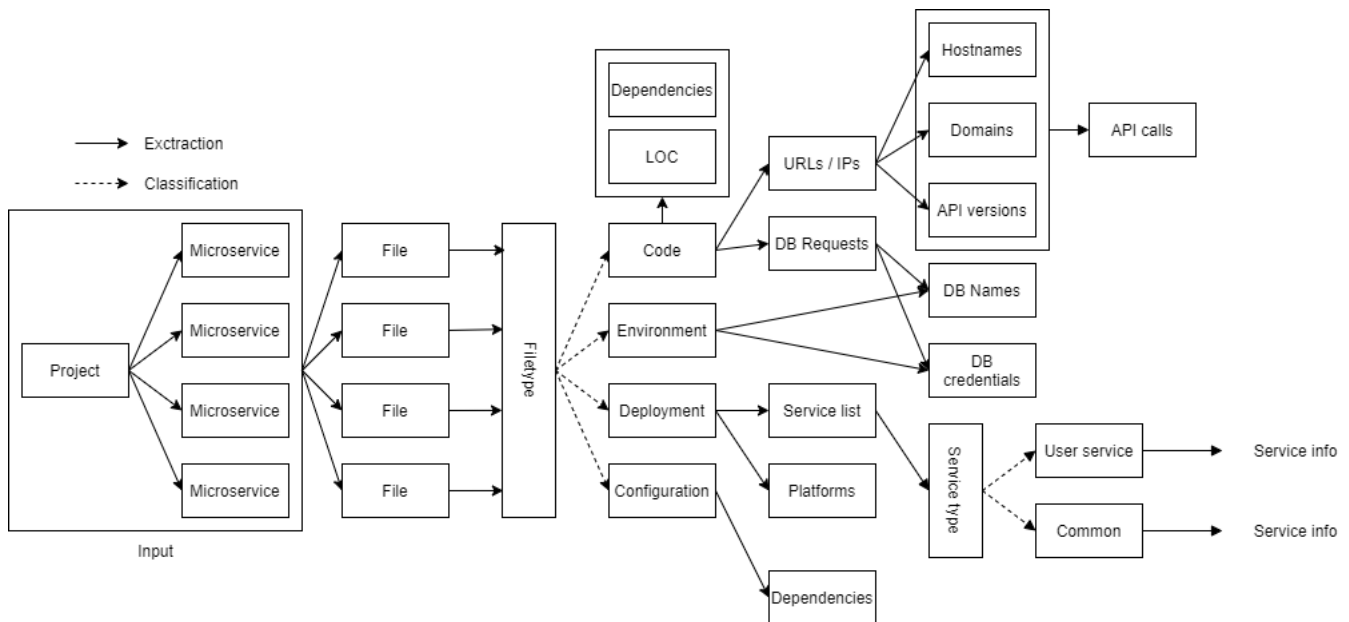 Exctraction
Classification
Project
Microservice
Microservice
Microservice
Microservice
Input
File
File
File
File
Filetype
Dependencies
LOC
Code
Environment
Deployment
Configuration
URLs / IPs
DB Requests
Service list
Platforms
Dependencies
Hostnames
Domains
API versions
API calls
DB Names
DB
credentials
Service type
User service
Common
Service info
Service info